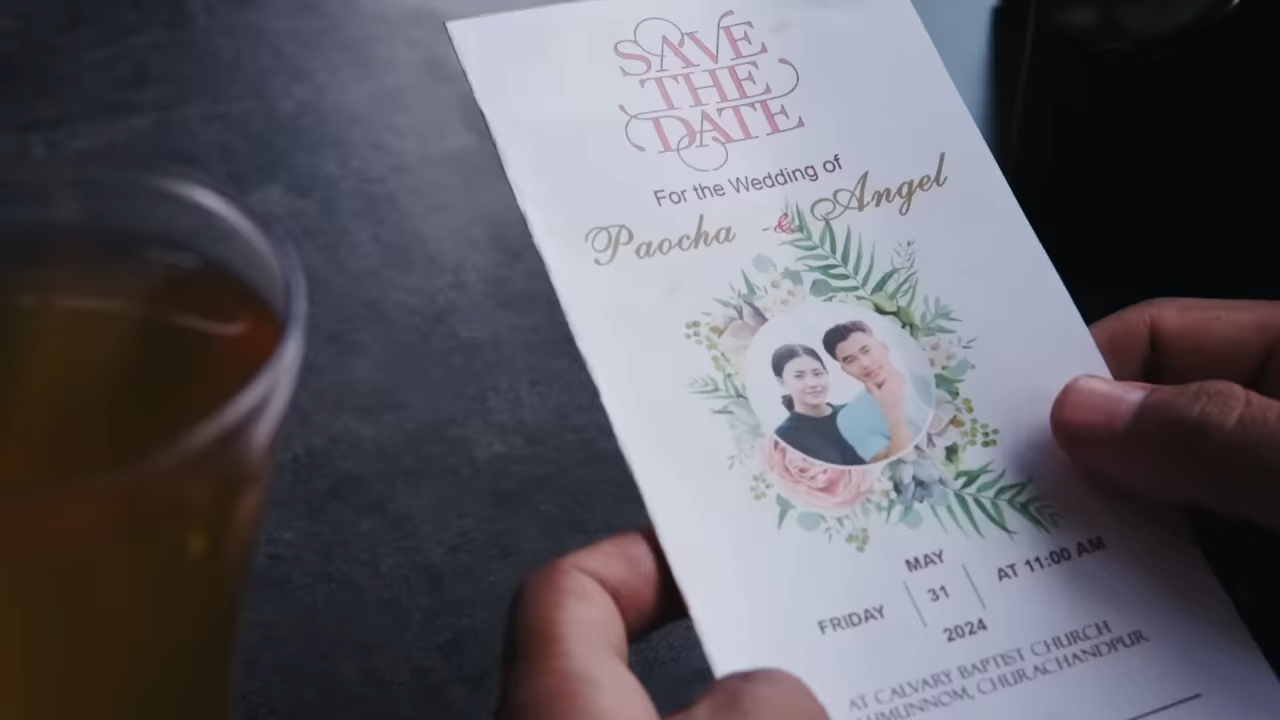 SAVE
THE
DATE
For the Wedding of
Paocha & Angel
MAY
FRIDAY 31 AT 11:00 AM
2024
AT CALVARY BAPTIST CHURCH
CHURACHANDPUR